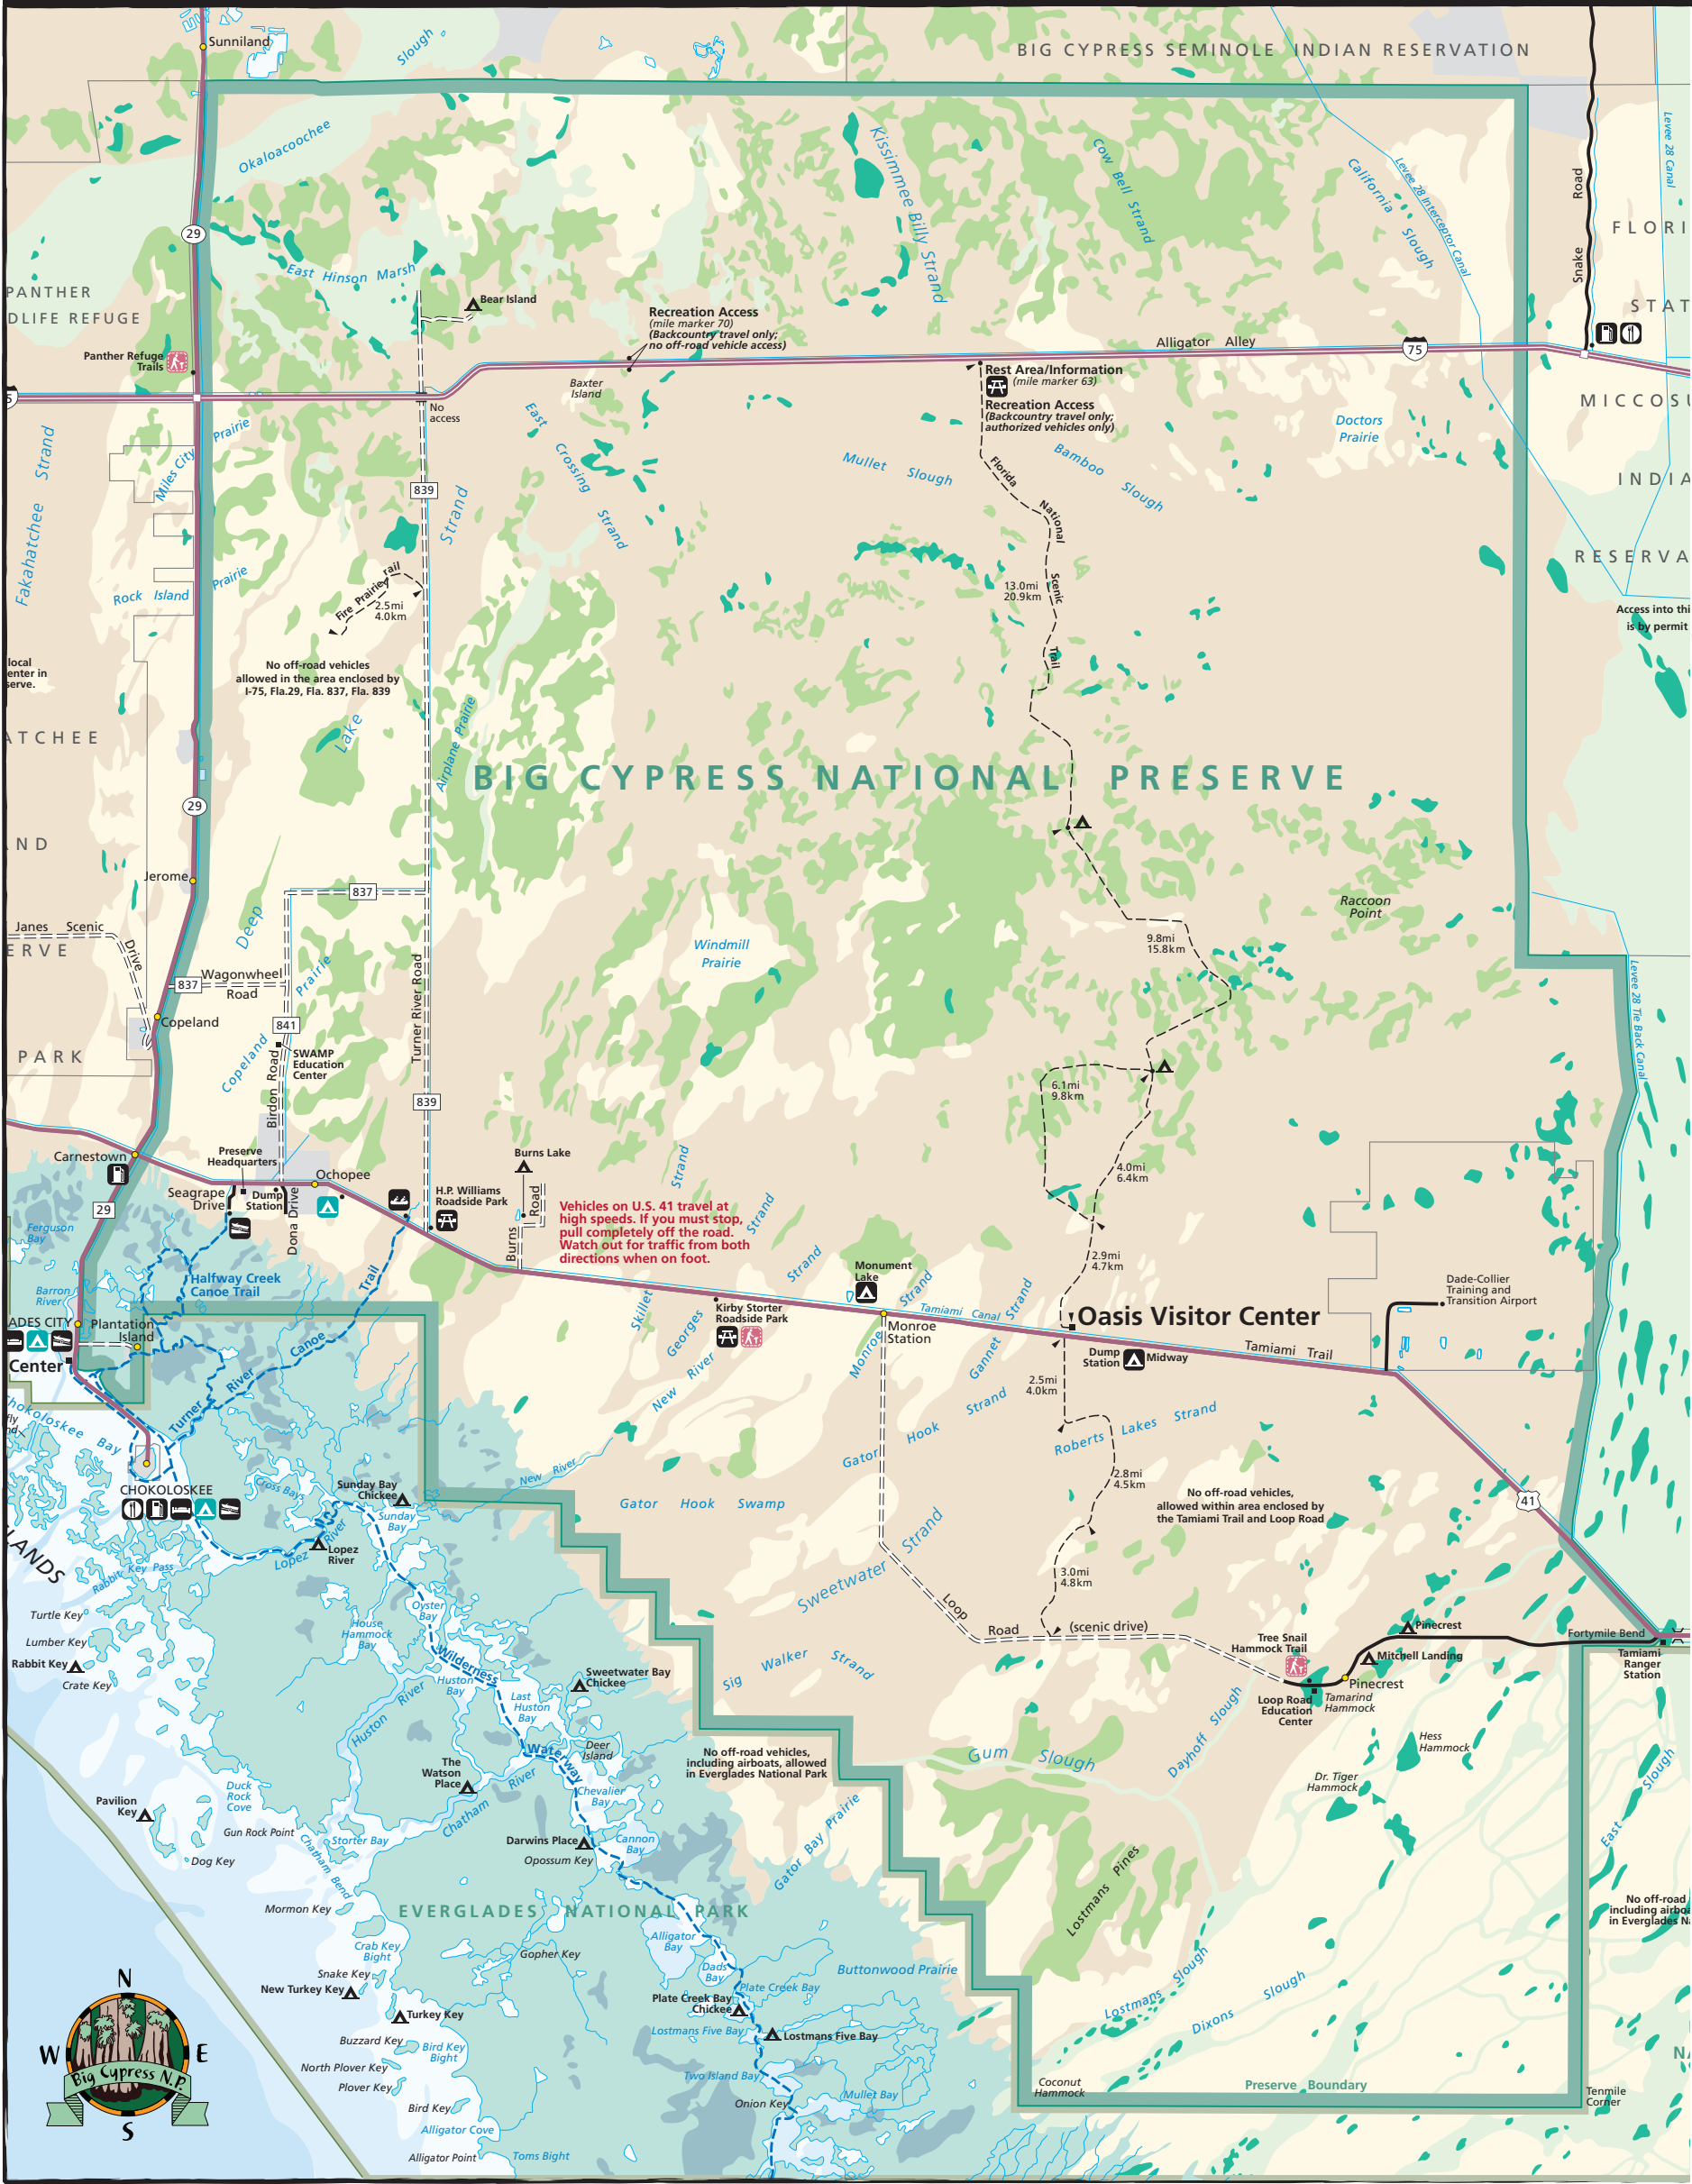 Sunniland
Slough
BIG CYPRESS SEMINOLE INDIAN RESERVATION
Okaloacoochee
Kissimmee Billy Strand
Cow Bell Strand
California Slough
Levee 28 Interceptor Canal
Levee 28 Canal
Snake Road
FLORI
STAT
29
East Hinson Marsh
PANTHER
DLIFE REFUGE
Bear Island
Panther Refuge
Trails
Recreation Access
(mile marker 70)
(Backcountry travel only;
no off-road vehicle access)
Alligator Alley
75
5
Baxter
Island
No
access
Rest Area/Information
(mile marker 63)
Recreation Access
(Backcountry travel only;
authorized vehicles only)
MICCOSU
Doctors
Prairie
Fakahatchee Strand
Miles City Prairie
East Crossing Strand
Mullet Slough
Bamboo Slough
INDIA
839
Strand
Florida National Scenic Trail
RESERVA
Rock Island Prairie
Fire Prairie rail
2.5mi
4.0km
13.0mi
20.9km
Access into thi
is by permit
local
enter in
serve.
No off-road vehicles
allowed in the area enclosed by
I-75, Fla.29, Fla. 837, Fla. 839
ATCHEE
Lake
Airplane Prairie
BIG CYPRESS NATIONAL PRESERVE
29
AND
Jerome
837
Deep
Raccoon
Point
Janes Scenic
Drive
ERVE
Windmill
Prairie
9.8mi
15.8km
Wagonwheel
Road
837
Prairie
Turner River Road
Levee 28 Tie Back Canal
Copeland
841
PARK
Copeland
Birdon Road
SWAMP
Education
Center
6.1mi
9.8km
839
Carnestown
Preserve
Headquarters
Ochopee
Burns Lake
Strand
4.0mi
6.4km
Seagrape
Drive
Dump
Station
Dona Drive
H.P. Williams
Roadside Park
Burns Road
29
Vehicles on U.S. 41 travel at
high speeds. If you must stop,
pull completely off the road.
Watch out for traffic from both
directions when on foot.
Strand
Ferguson
Bay
2.9mi
4.7km
Halfway Creek
Canoe Trail
Strand
Monument
Lake
Strand
Dade-Collier
Training and
Transition Airport
Barron
River
Skillet
Kirby Storter
Roadside Park
Tamiami Canal
Strand
Oasis Visitor Center
ADES CITY
Plantation
Island
Canoe Trail
Georges
Monroe
Monroe
Station
Tamiami Trail
Center
New River
Gannet
Dump
Station
Midway
Turner River
2.5mi
4.0km
Strand
Chokoloskee Bay
fly
nd
Gator Hook
Roberts Lakes Strand
CHOKOLOSKEE
Cross Bays
Sunday Bay
Chickee
New River
Sunday
Bay
Gator Hook Swamp
2.8mi
4.5km
No off-road vehicles,
allowed within area enclosed by
the Tamiami Trail and Loop Road
41
LANDS
Lopez River
Lopez
River
Sweetwater Strand
Rabbit Key Pass
3.0mi
4.8km
Turtle Key
Oyster
Bay
Loop Road (scenic drive)
Lumber Key
House
Hammock
Bay
Pinecrest
Fortymile Bend
Rabbit Key
Wilderness
Tree Snail
Hammock Trail
Mitchell Landing
Tamiami
Ranger
Station
Crate Key
Huston
Bay
Sweetwater Bay
Chickee
Sig Walker Strand
Pinecrest
Last
Huston
Bay
Huston River
Loop Road
Education
Center
Tamarind
Hammock
Waterway
Deer
Island
No off-road vehicles,
including airboats, allowed
in Everglades National Park
Gum Slough
Dayhoff Slough
Hess
Hammock
The
Watson
Place
River
Duck
Rock
Cove
Chevalier
Bay
Dr. Tiger
Hammock
Slough
Pavilion
Key
Chatham
Gun Rock Point
Storter Bay
Darwins Place
Cannon
Bay
Gator Bay Prairie
East
Dog Key
Opossum Key
Chatham Bend
Lostmans Pines
No off-road
including airboa
in Everglades Na
Mormon Key
EVERGLADES NATIONAL PARK
Crab Key
Bight
Alligator
Bay
Gopher Key
Snake Key
Dads
Bay
Buttonwood Prairie
N
New Turkey Key
Plate Creek Bay
Plate Creek Bay
Chickee
Lostmans Slough
Dixons Slough
Turkey Key
Lostmans Five Bay
Lostmans Five Bay
W
E
Buzzard Key
Bird Key
Bight
Big Cypress N.P.
North Plover Key
Two Island Bay
NA
Plover Key
Mullet Bay
Coconut
Hammock
Preserve Boundary
Tenmile
Corner
Bird Key
Onion Key
S
Alligator Cove
Alligator Point
Toms Bight